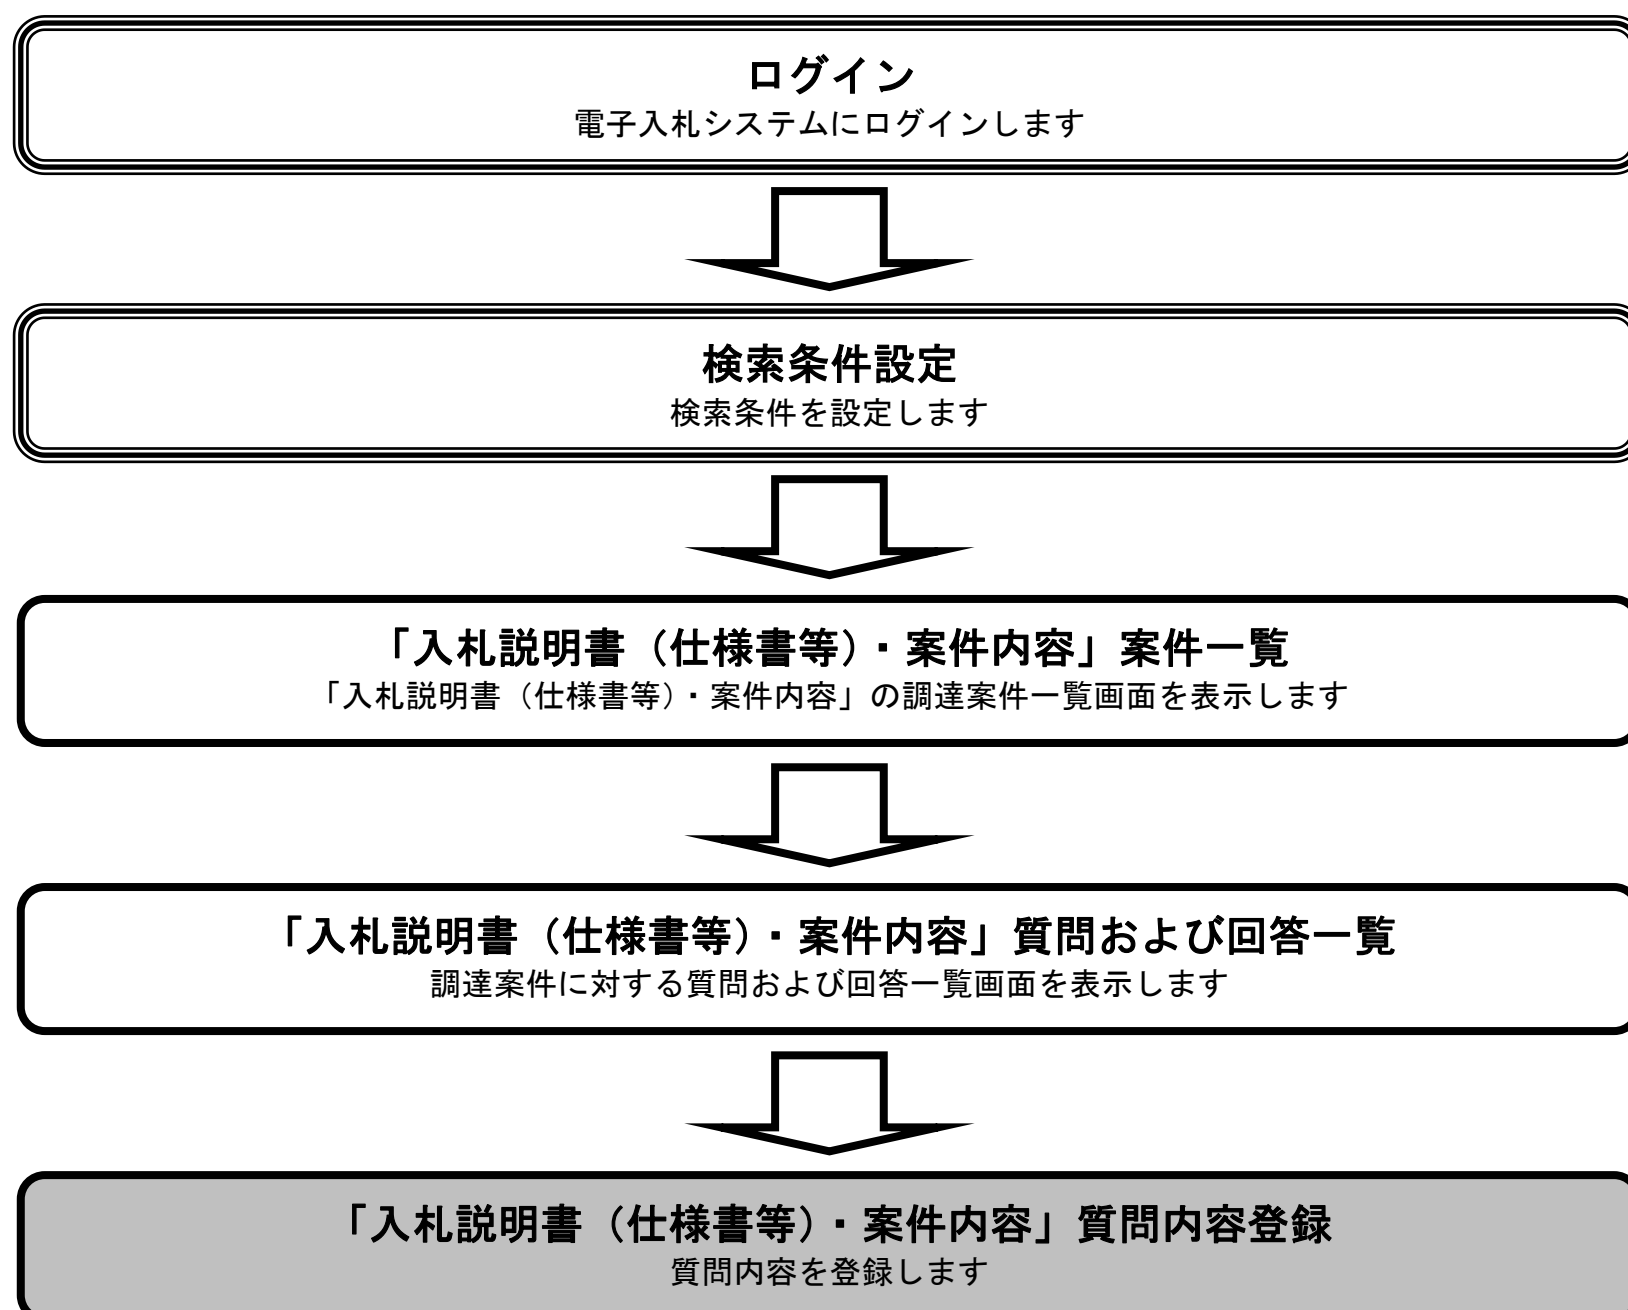 ログイン
電子入札システムにログインします
検索条件設定
検索条件を設定します
「入札説明書（仕様書等）・案件内容」案件一覧
「入札説明書（仕様書等）・案件内容」の調達案件一覧画面を表示します
「入札説明書（仕様書等）・案件内容」質問および回答一覧
調達案件に対する質問および回答一覧画面を表示します
「入札説明書（仕様書等）・案件内容」質問内容登録
質問内容を登録します